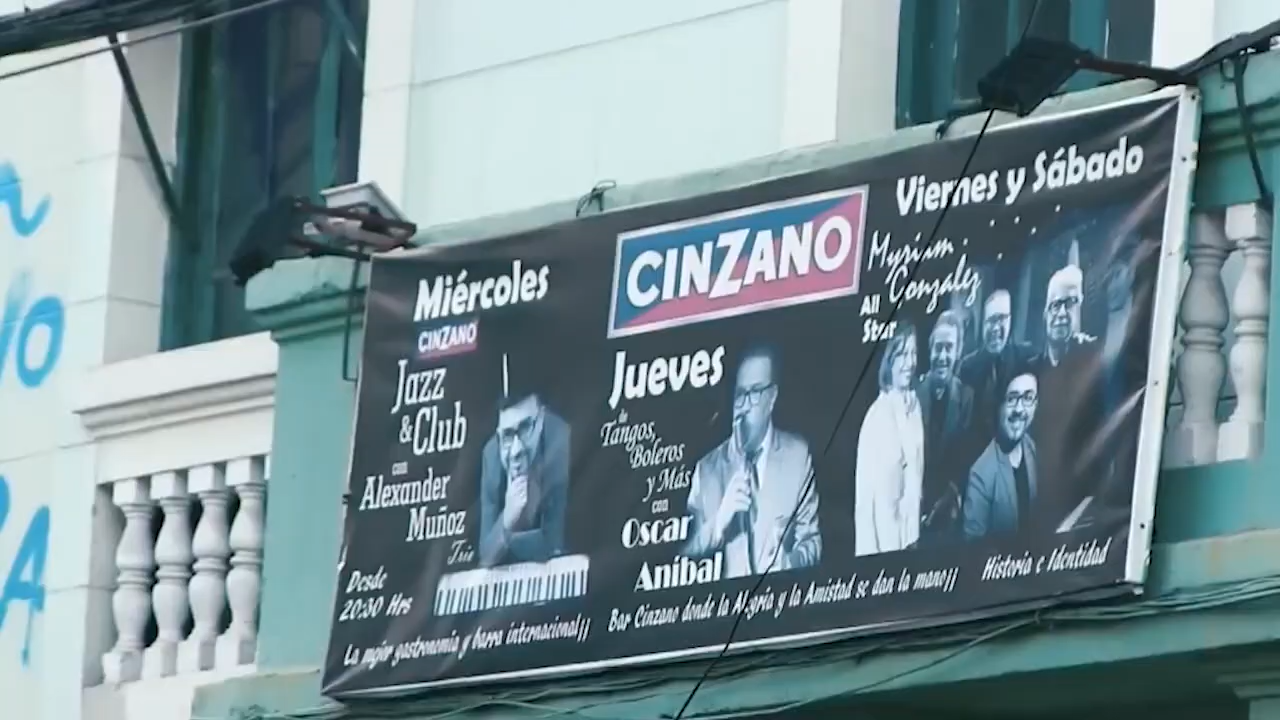 Miércoles
CINZANO
Jazz
& Club
con
Alexander
Muñoz
Trio
Desde
20:30 Hrs
La mejor gastronomía y barra internacional¡¡
CINZANO
Jueves
de
Tangos,
Boleros
y Más
con
Oscar
Aníbal
Bar Cinzano donde la Alegría y la Amistad se dan la mano¡¡
Viernes y Sábado
Myriam
Gonzalez
All
Star
Historia e Identidad